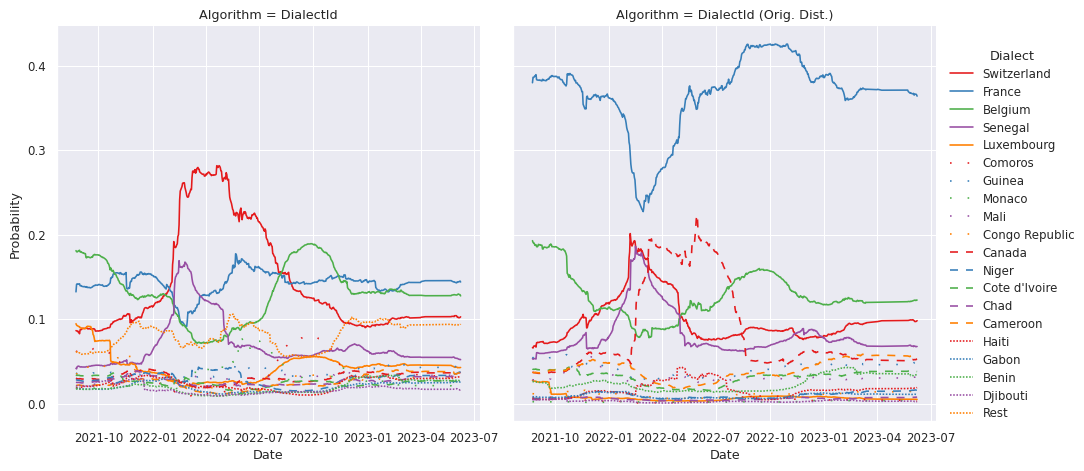 Algorithm = DialectId
Algorithm = DialectId (Orig. Dist.)
Probability
0.4
0.3
0.2
0.1
0.0
2021-10 2022-01 2022-04 2022-07 2022-10 2023-01 2023-04 2023-07
Date
2021-10 2022-01 2022-04 2022-07 2022-10 2023-01 2023-04 2023-07
Date
Dialect
Switzerland
France
Belgium
Senegal
Luxembourg
Comoros
Guinea
Monaco
Mali
Congo Republic
Canada
Niger
Cote d'Ivoire
Chad
Cameroon
Haiti
Gabon
Benin
Djibouti
Rest